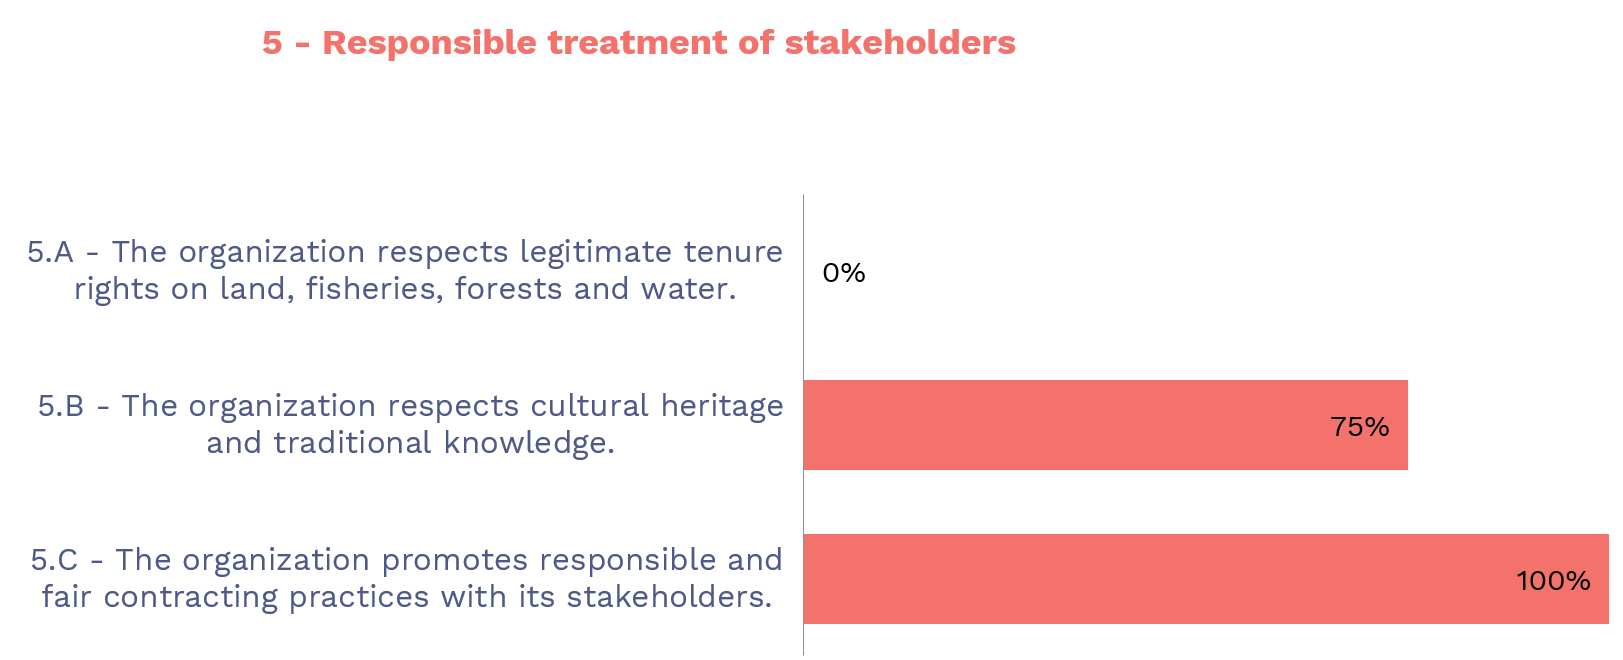 5 - Responsible treatment of stakeholders
5.A - The organization respects legitimate tenure
rights on land, fisheries, forests and water.
0%
5.B - The organization respects cultural heritage
and traditional knowledge.
75%
5.C - The organization promotes responsible and
fair contracting practices with its stakeholders.
100%